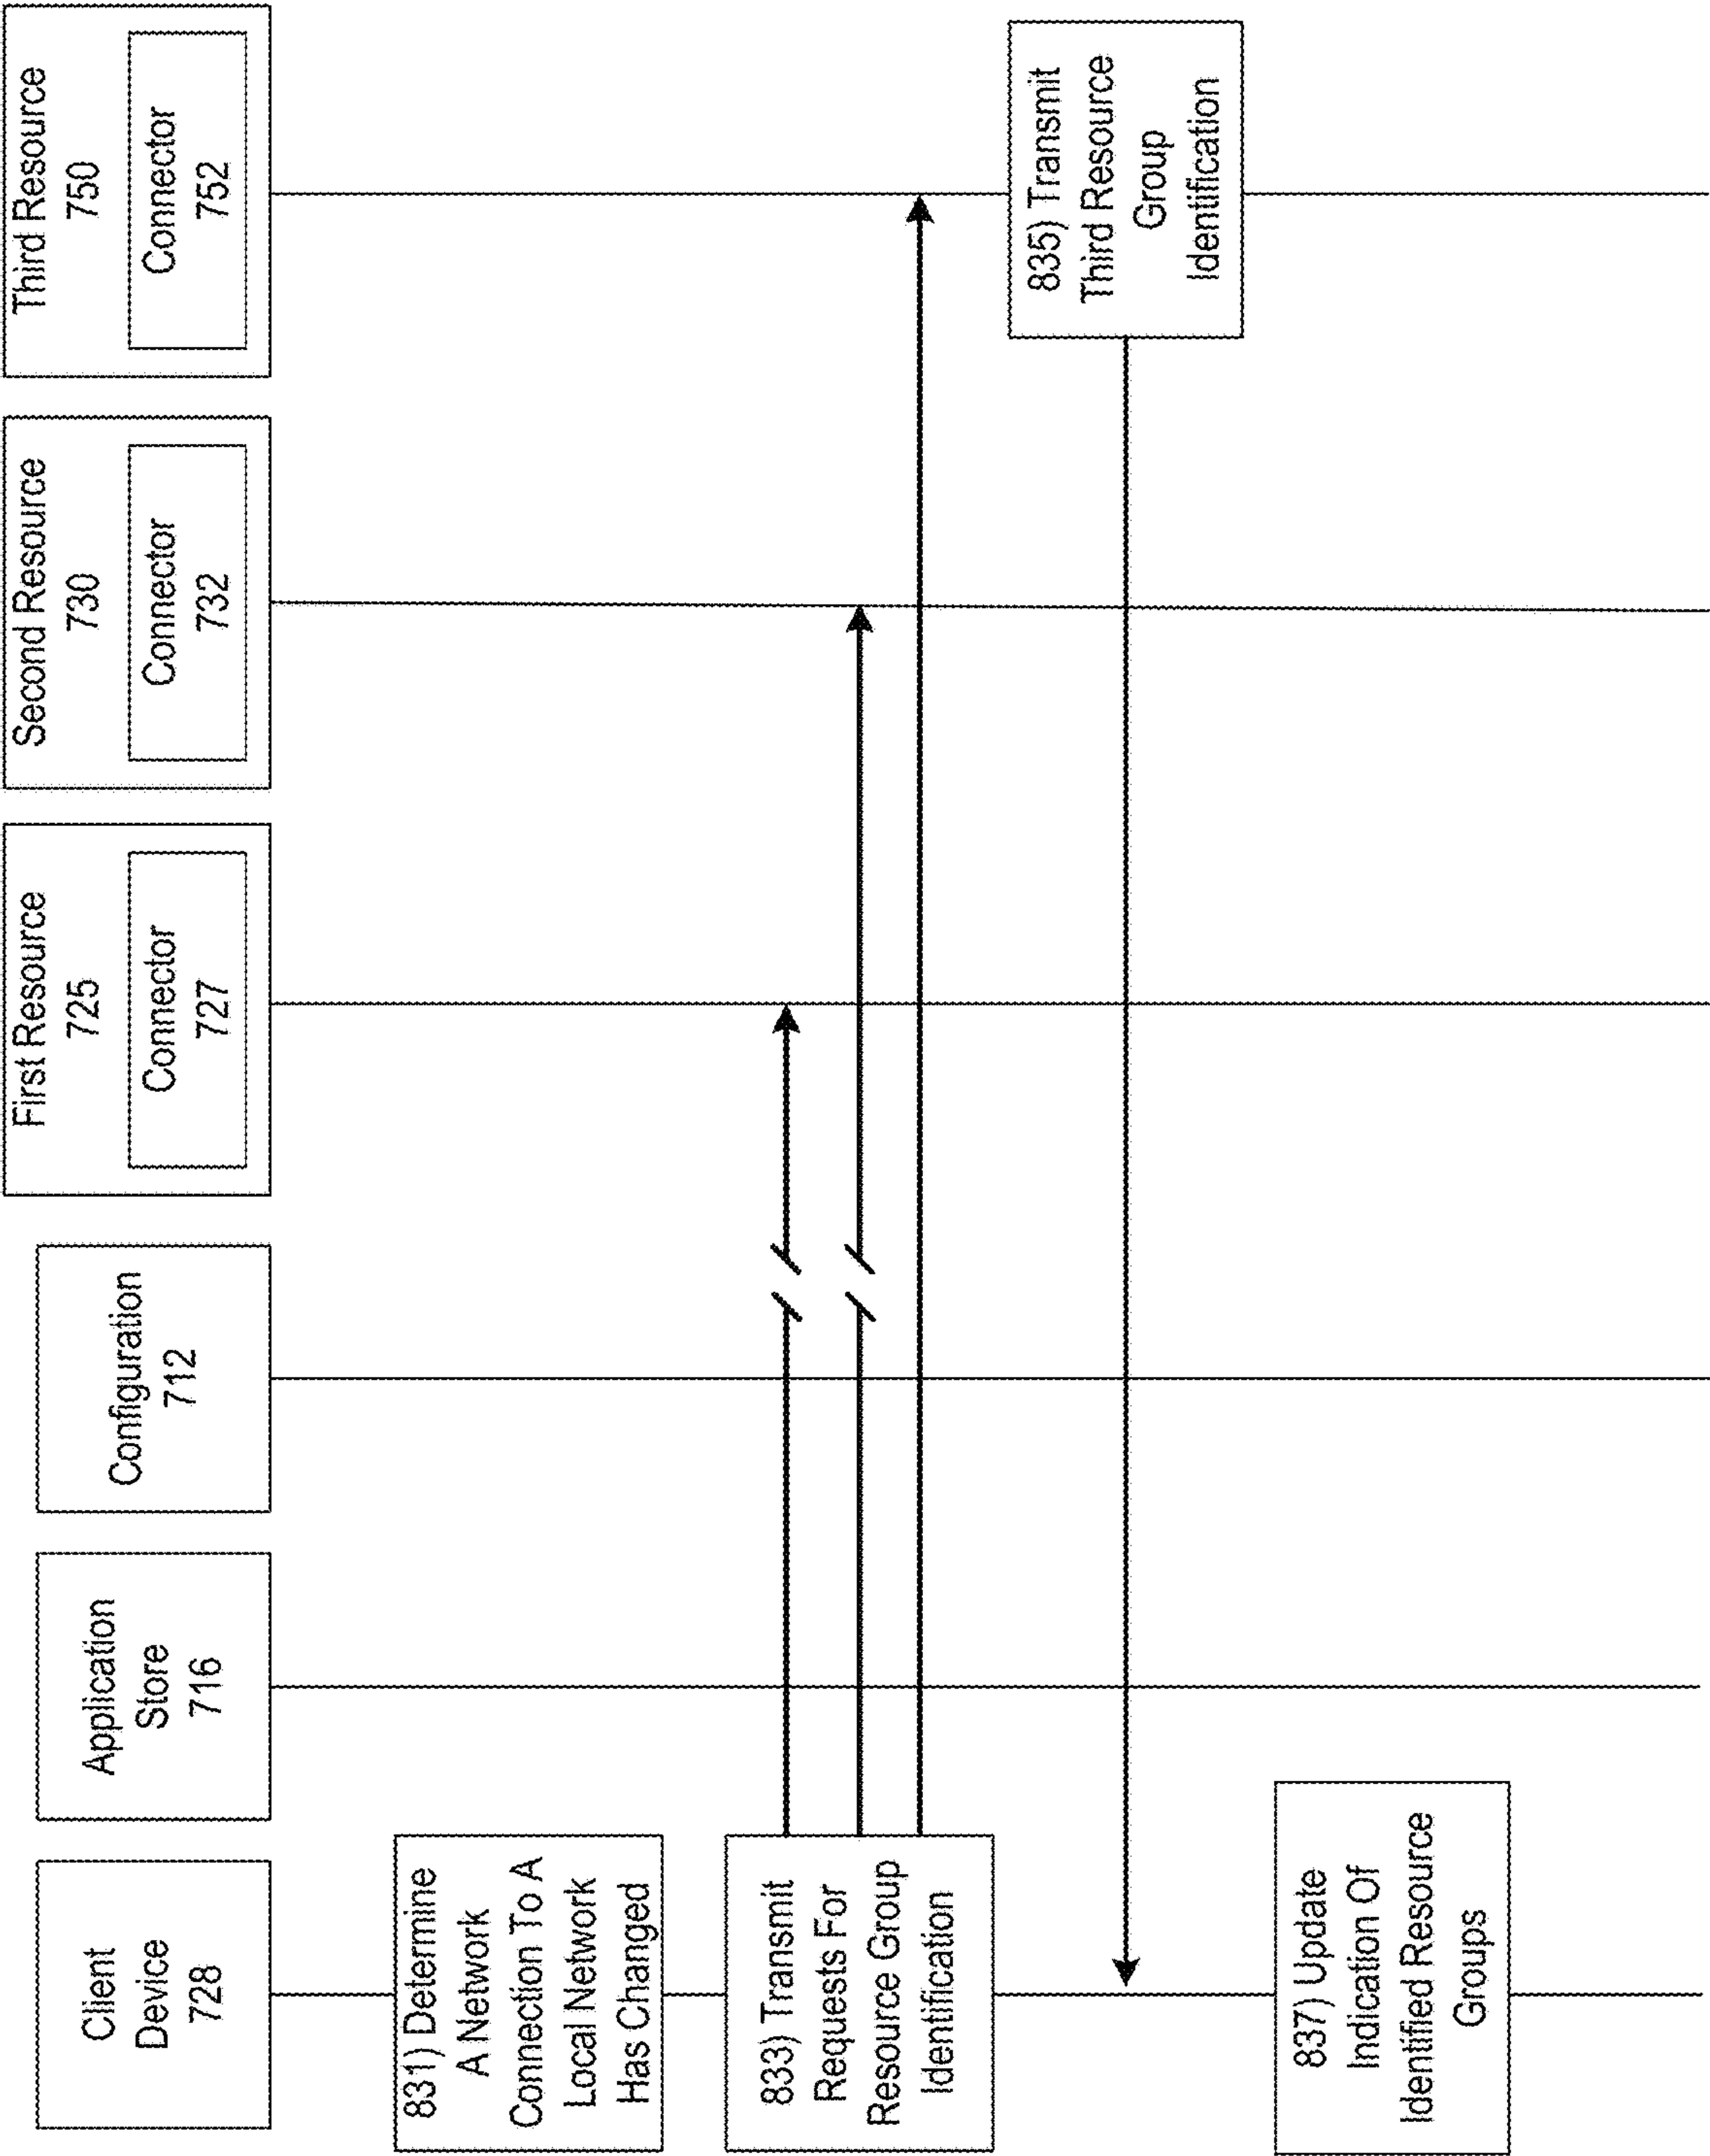 Client
Device
728
Application
Store
716
Configuration
712
First Resource
725
Connector
727
Second Resource
730
Connector
732
Third Resource
750
Connector
752
831) Determine
A Network
Connection To A
Local Network
Has Changed
833) Transmit
Requests For
Resource Group
Identification
835) Transmit
Third Resource
Group
Identification
837) Update
Indication Of
Identified Resource
Groups